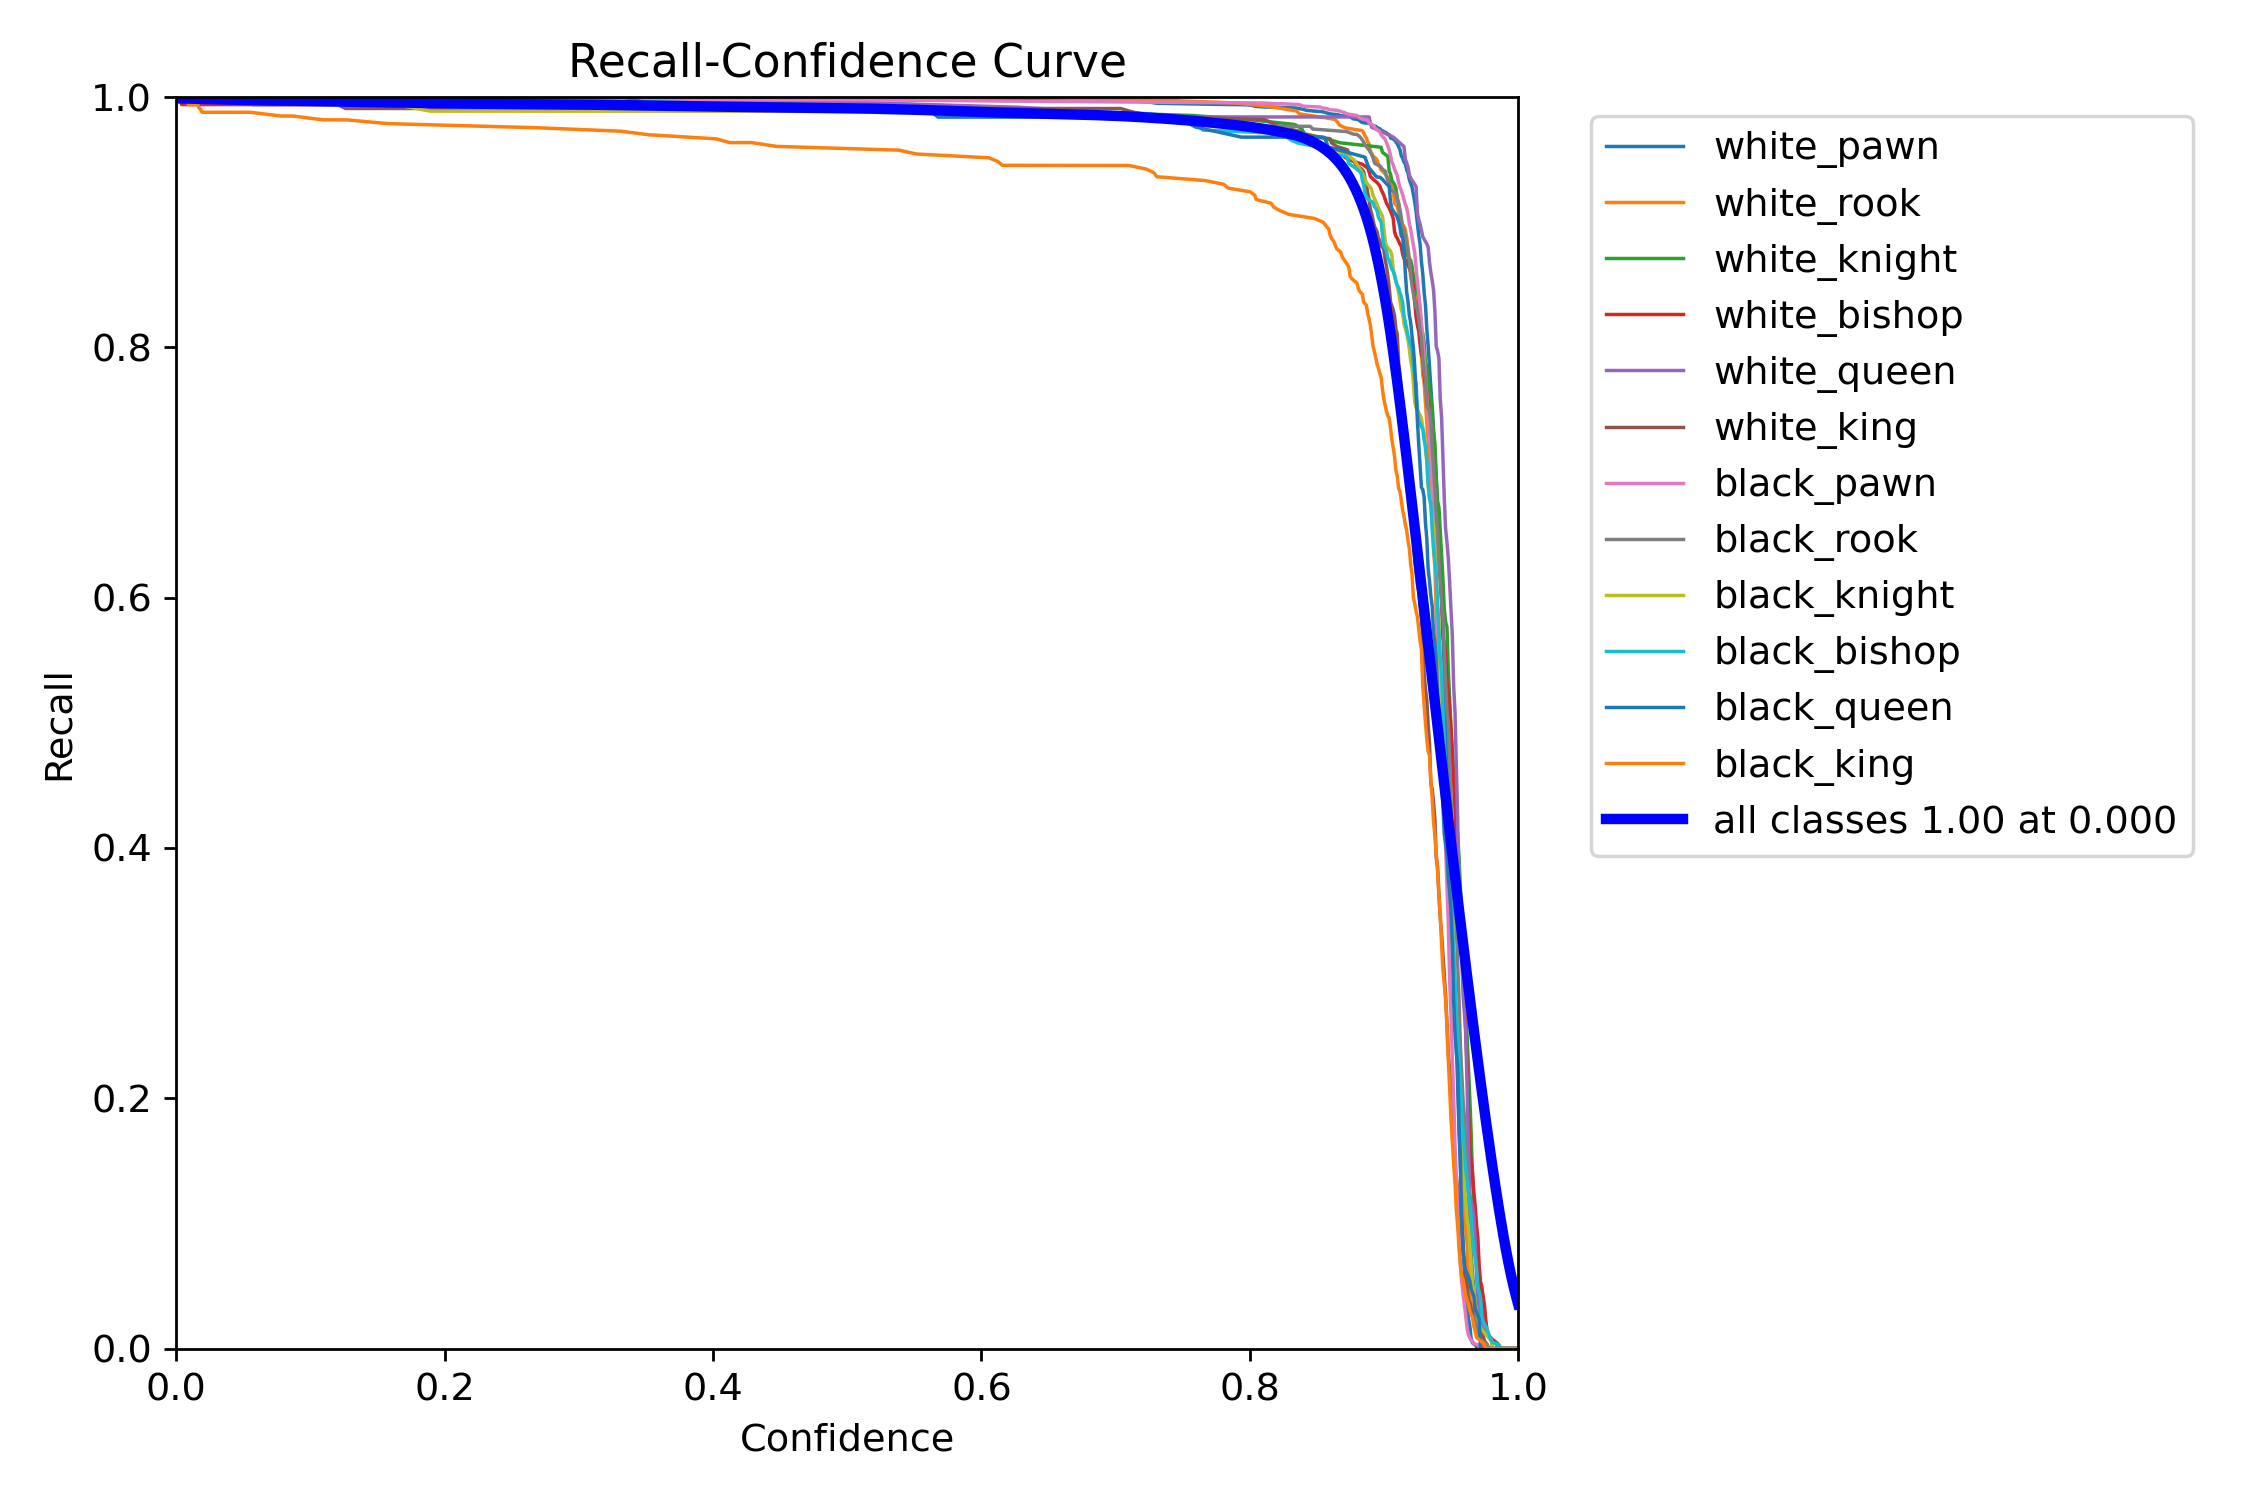 Recall-Confidence Curve
1.0
0.8
0.6
0.4
0.2
0.0
Recall
0.0 0.2 0.4 0.6 0.8 1.0
Confidence
white_pawn
white_rook
white_knight
white_bishop
white_queen
white_king
black_pawn
black_rook
black_knight
black_bishop
black_queen
black_king
all classes 1.00 at 0.000